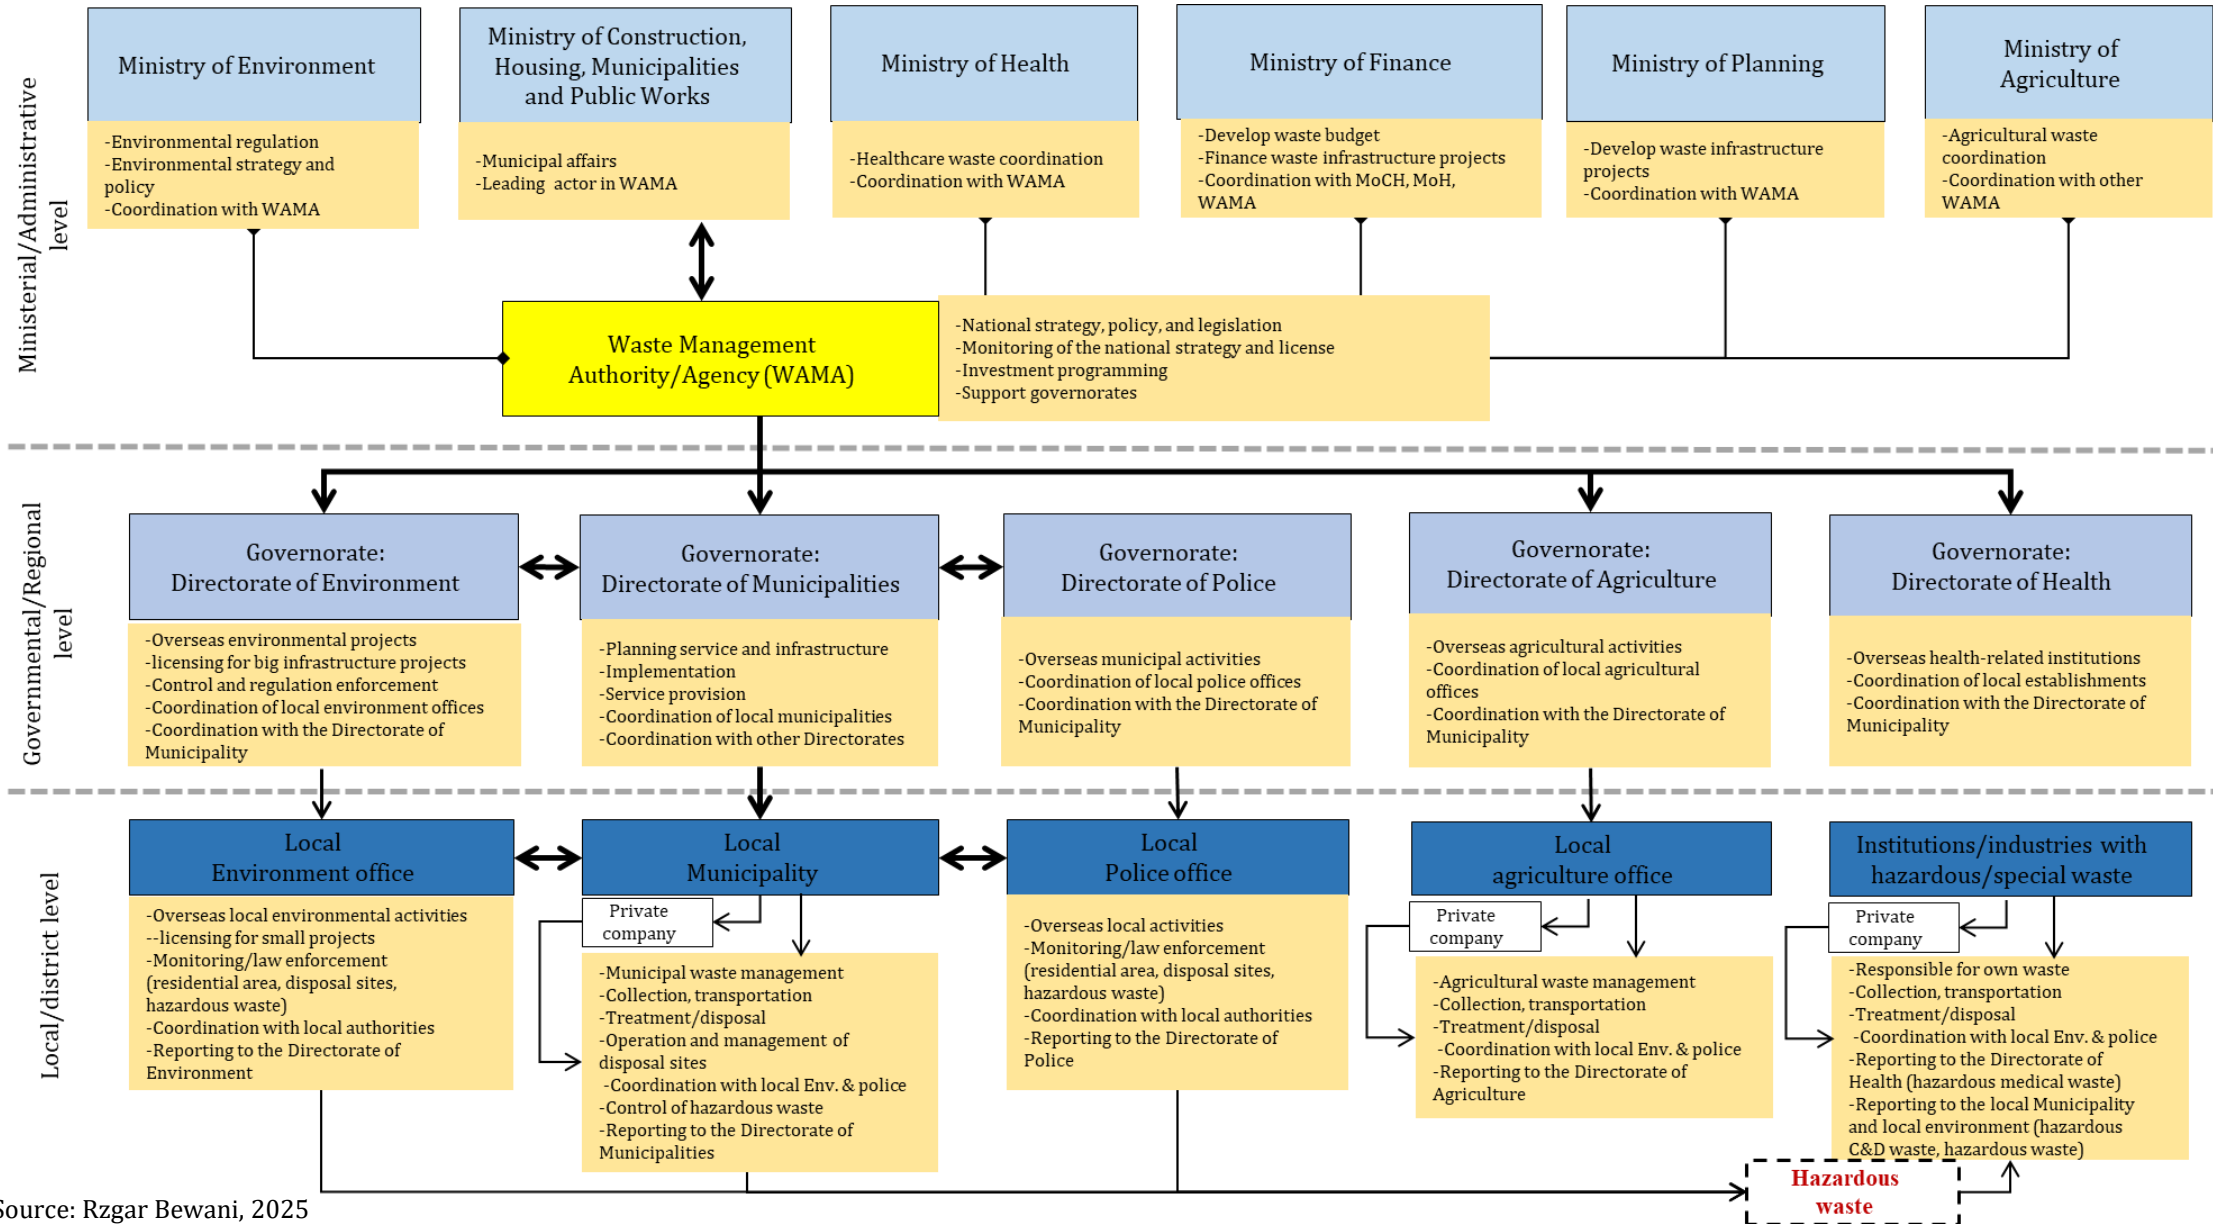 Ministerial/Administrative
level
Ministry of Environment
-Environmental regulation
-Environmental strategy and
policy
-Coordination with WAMA
Ministry of Construction,
Housing, Municipalities
and Public Works
-Municipal affairs
-Leading actor in WAMA
Ministry of Health
-Healthcare waste coordination
-Coordination with WAMA
Ministry of Finance
-Develop waste budget
-Finance waste infrastructure projects
-Coordination with MoCH, MoH,
WAMA
Ministry of Planning
-Develop waste infrastructure
projects
-Coordination with WAMA
Ministry of
Agriculture
-Agricultural waste
coordination
-Coordination with other
WAMA
Waste Management
Authority/Agency (WAMA)
-National strategy, policy, and legislation
-Monitoring of the national strategy and license
-Investment programming
-Support governorates
Governmental/Regional
level
Governorate:
Directorate of Environment
-Overseas environmental projects
-licensing for big infrastructure projects
-Control and regulation enforcement
-Coordination of local environment offices
-Coordination with the Directorate of
Municipality
Governorate:
Directorate of Municipalities
-Planning service and infrastructure
-Implementation
-Service provision
-Coordination of local municipalities
-Coordination with other Directorates
Governorate:
Directorate of Police
-Overseas municipal activities
-Coordination of local police offices
-Coordination with the Directorate of
Municipality
Governorate:
Directorate of Agriculture
-Overseas agricultural activities
-Coordination of local agricultural
offices
-Coordination with the Directorate of
Municipality
Governorate:
Directorate of Health
-Overseas health-related institutions
-Coordination of local establishments
-Coordination with the Directorate of
Municipality
Local/district level
Local
Environment office
-Overseas local environmental activities
--licensing for small projects
-Monitoring/law enforcement
(residential area, disposal sites,
hazardous waste)
-Coordination with local authorities
-Reporting to the Directorate of
Environment
Local
Municipality
Private
company
-Municipal waste management
-Collection, transportation
-Treatment/disposal
-Operation and management of
disposal sites
-Coordination with local Env. & police
-Control of hazardous waste
-Reporting to the Directorate of
Municipalities
Local
Police office
-Overseas local activities
-Monitoring/law enforcement
(residential area, disposal sites,
hazardous waste)
-Coordination with local authorities
-Reporting to the Directorate of
Police
Local
agriculture office
Private
company
-Agricultural waste management
-Collection, transportation
-Treatment/disposal
-Coordination with local Env. & police
-Reporting to the Directorate of
Agriculture
Institutions/industries with
hazardous/special waste
Private
company
-Responsible for own waste
-Collection, transportation
-Treatment/disposal
-Coordination with local Env. & police
-Reporting to the Directorate of
Health (hazardous medical waste)
-Reporting to the local Municipality
and local environment (hazardous
C&D waste, hazardous waste)
Hazardous
waste
Source: Rzgar Bewani, 2025